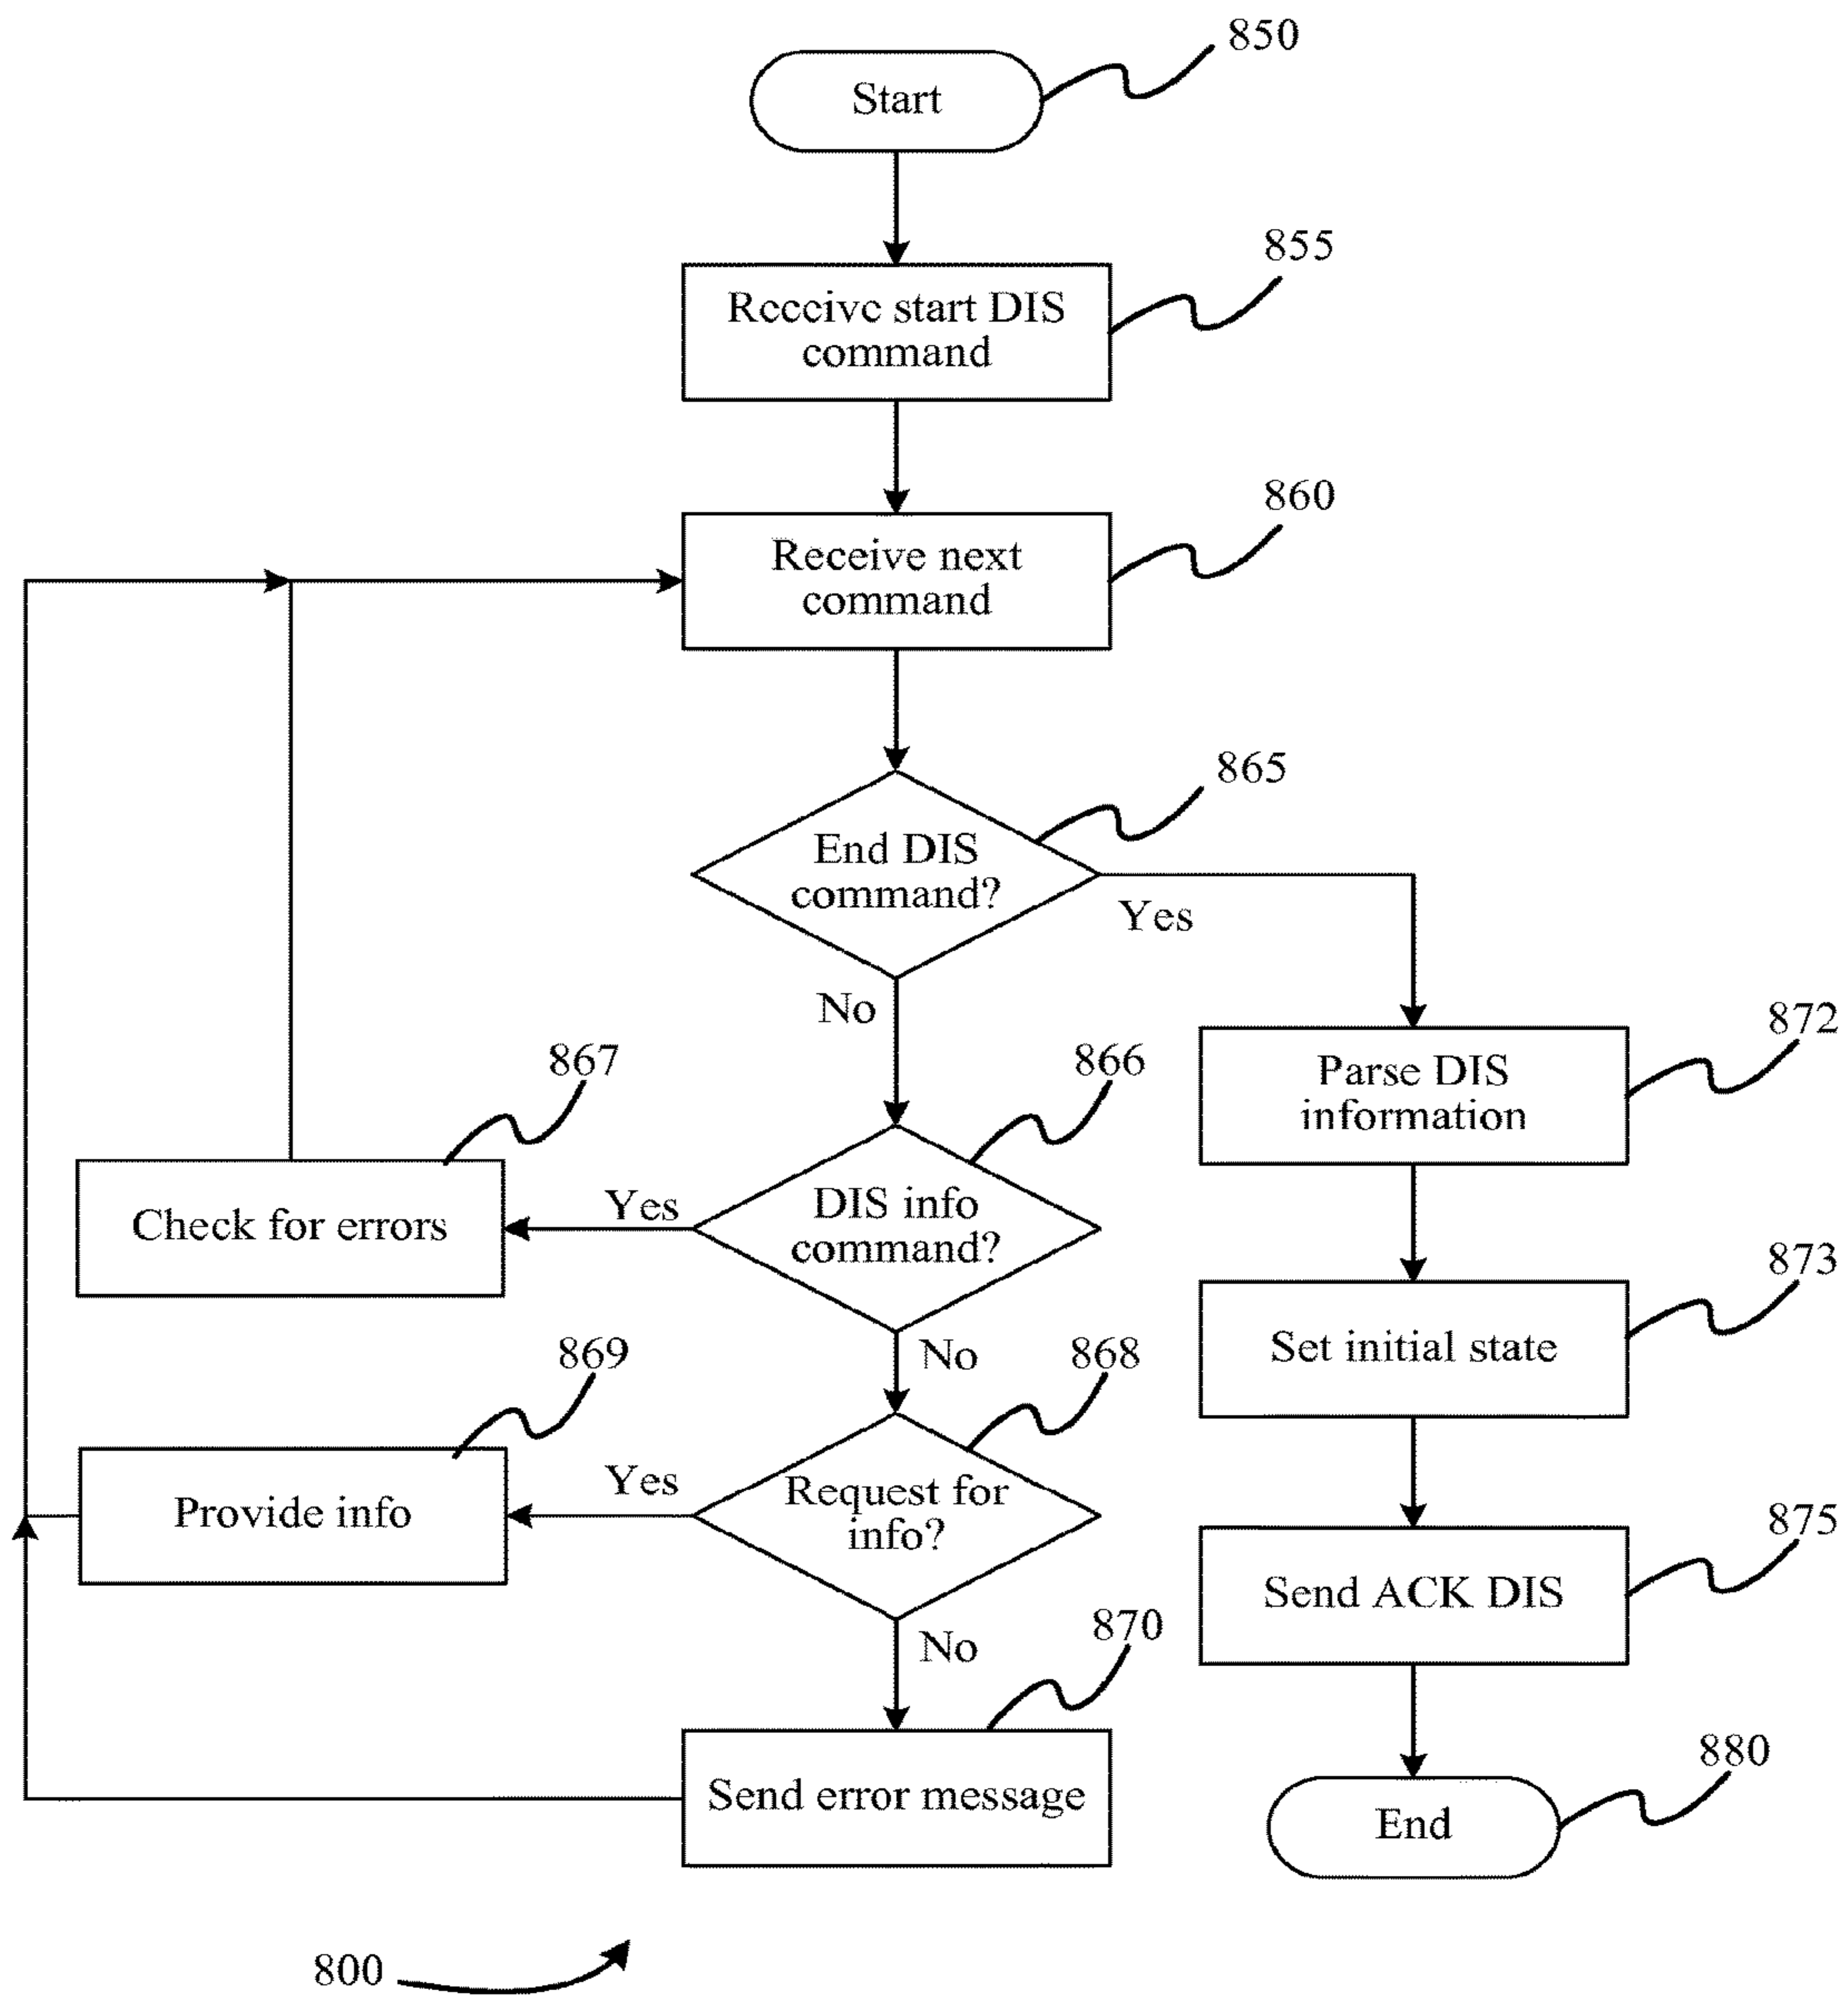 850
Start
855
Receive start DIS
command
860
Receive next
command
865
End DIS
command?
Yes
No
872
Parse DIS
information
867
866
Check for errors
Yes
DIS info
command?
873
Set initial state
No
869
868
Provide info
Yes
Request for
info?
875
Send ACK DIS
No
870
Send error message
880
End
800